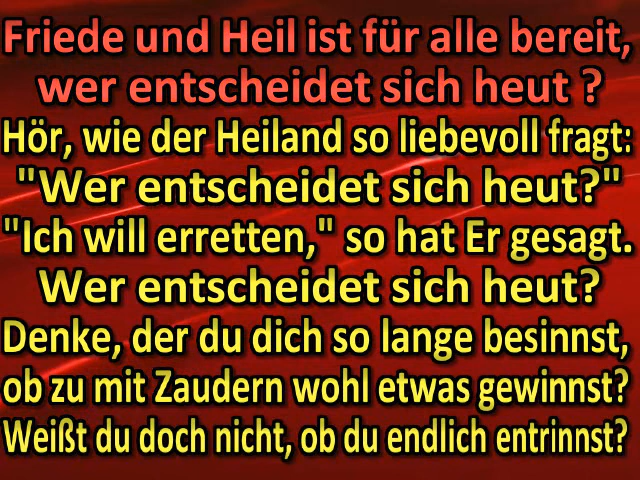 Friede und Heil ist für alle bereit,
wer entscheidet sich heut ?
Hör, wie der Heiland so liebevoll fragt:
"Wer entscheidet sich heut?"
"Ich will erretten," so hat Er gesagt.
Wer entscheidet sich heut?
Denke, der du dich so lange besinnst,
ob zu mit Zaudern wohl etwas gewinnst?
Weißt du doch nicht, ob du endlich entrinnst?